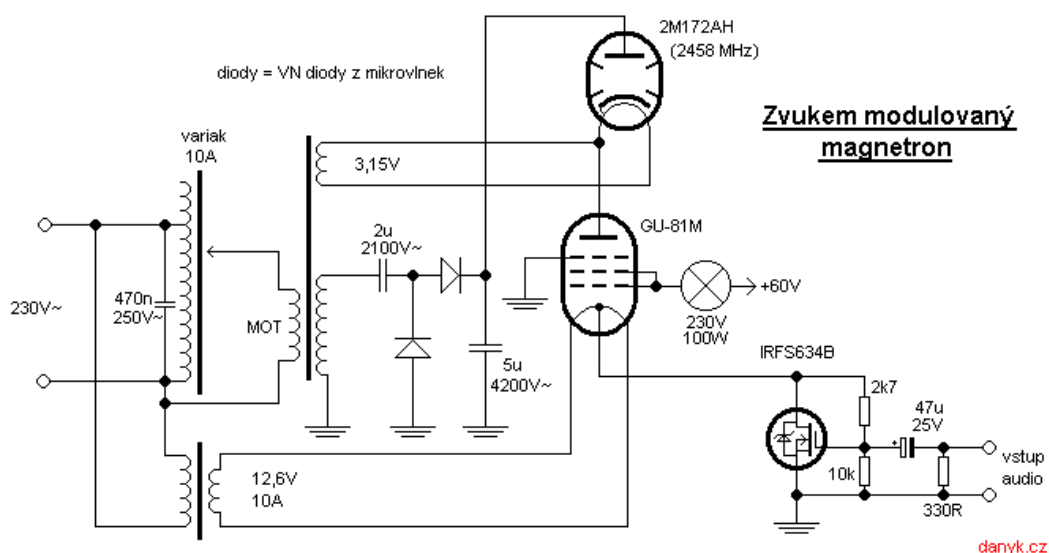 2M172AH
(2458 MHz)
diody = VN diody z mikrovlnek
Zvukem modulovaný
magnetron
variak
10A
3,15V
GU-81M
2u
2100V~
+60V
230V~
470n
250V~
MOT
230V
100W
5u
4200V~
IRFS634B
2k7
47u
25V
+
vstup
audio
10k
330R
12,6V
10A
danyk.cz